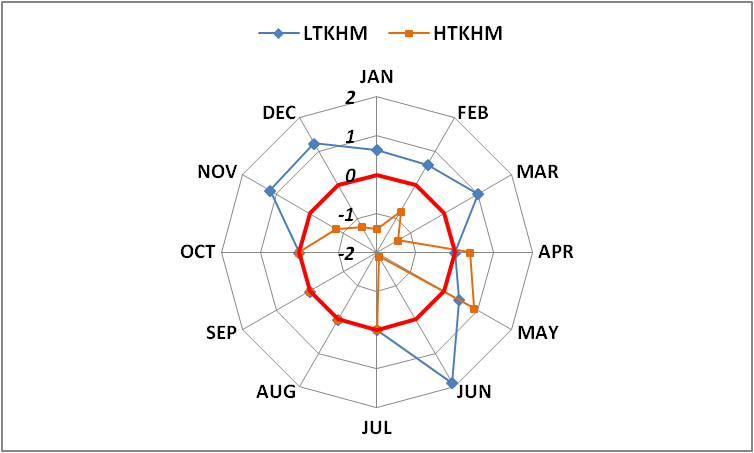 LTKHM HTKHM
JAN
2
DEC FEB
1
NOV 0 MAR
-1
OCT -2 APR
SEP MAY
AUG JUN
JUL